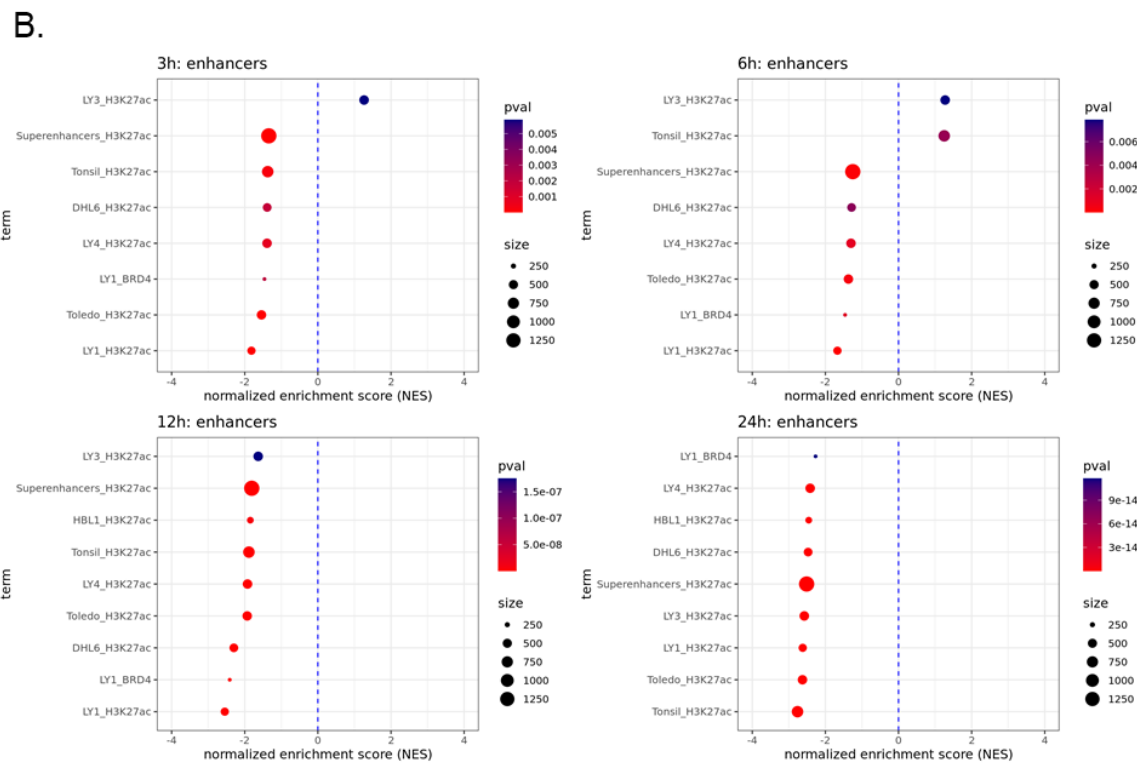 B.
3h: enhancers
term
LY3_H3K27ac
Superenhancers_H3K27ac
Tonsil_H3K27ac
DHL6_H3K27ac
LY4_H3K27ac
LY1_BRD4
Toledo_H3K27ac
LY1_H3K27ac
-4 -2 0 2 4
normalized enrichment score (NES)
pval
0.005
0.004
0.003
0.002
0.001
size
250
500
750
1000
1250
6h: enhancers
term
LY3_H3K27ac
Tonsil_H3K27ac
Superenhancers_H3K27ac
DHL6_H3K27ac
LY4_H3K27ac
Toledo_H3K27ac
LY1_BRD4
LY1_H3K27ac
-4 -2 0 2 4
normalized enrichment score (NES)
pval
0.006
0.004
0.002
size
250
500
750
1000
1250
12h: enhancers
term
LY3_H3K27ac
Superenhancers_H3K27ac
HBL1_H3K27ac
Tonsil_H3K27ac
LY4_H3K27ac
Toledo_H3K27ac
DHL6_H3K27ac
LY1_BRD4
LY1_H3K27ac
-4 -2 0 2 4
normalized enrichment score (NES)
pval
1.5e-07
1.0e-07
5.0e-08
size
250
500
750
1000
1250
24h: enhancers
term
LY1_BRD4
LY4_H3K27ac
HBL1_H3K27ac
DHL6_H3K27ac
Superenhancers_H3K27ac
LY3_H3K27ac
LY1_H3K27ac
Toledo_H3K27ac
Tonsil_H3K27ac
-4 -2 0 2 4
normalized enrichment score (NES)
pval
9e-14
6e-14
3e-14
size
250
500
750
1000
1250